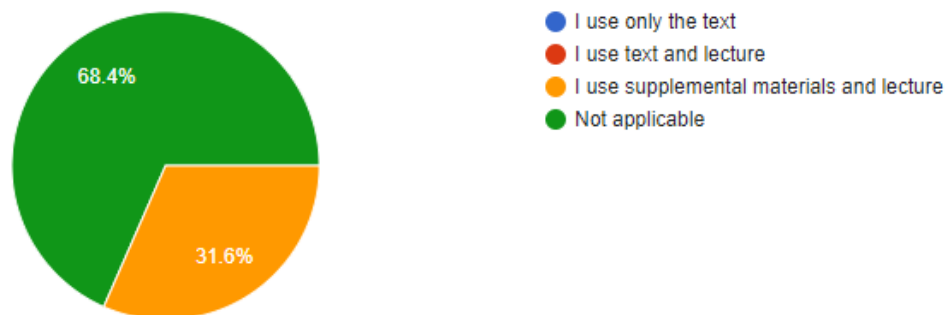 68.4%
31.6%
I use only the text
I use text and lecture
I use supplemental materials and lecture
Not applicable